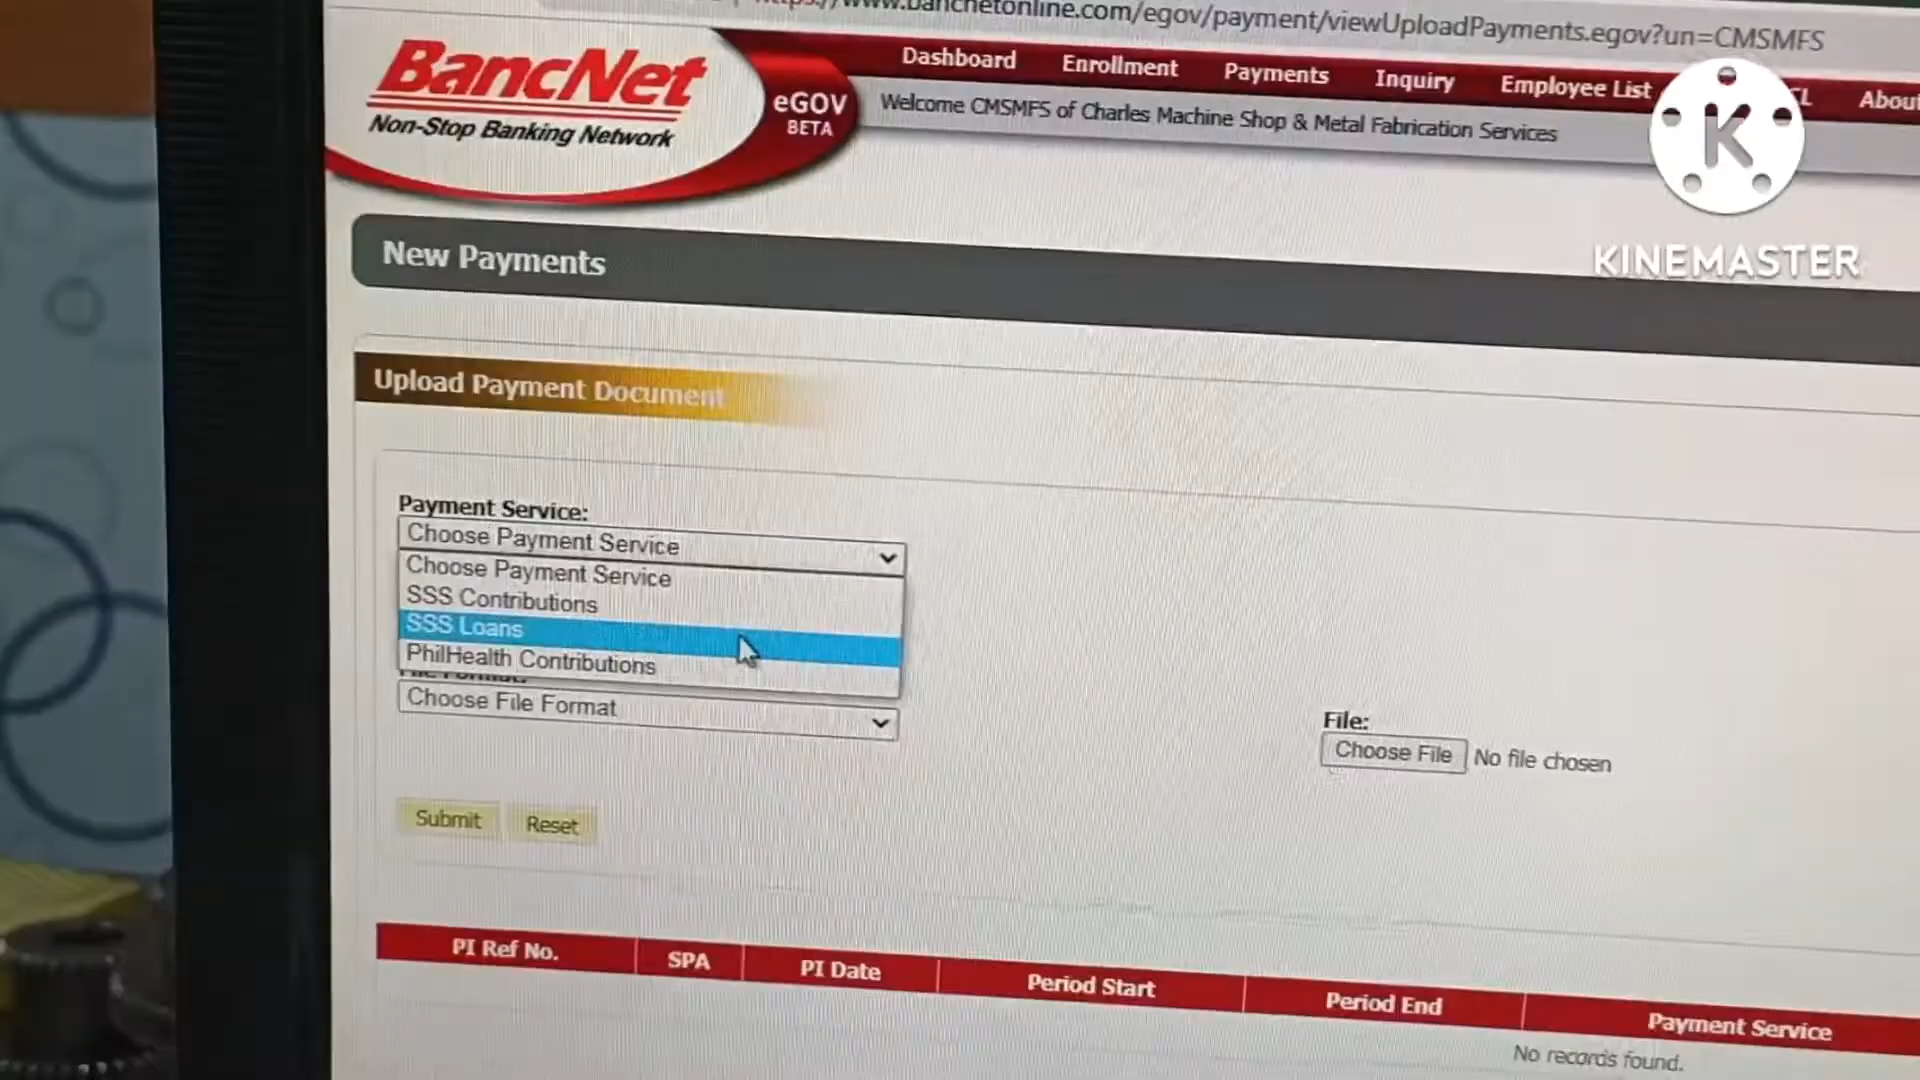 https://www.bancnetonline.com/egov/payment/viewUploadPayments.egov?un=CMSMFS
BancNet
Non-Stop Banking Network
eGOV
BETA
Dashboard Enrollment Payments Inquiry Employee List CL About
Welcome CMSMFS of Charles Machine Shop & Metal Fabrication Services
K
KINEMASTER
New Payments
Upload Payment Document
Payment Service:
Choose Payment Service
Choose Payment Service
SSS Contributions
SSS Loans
PhilHealth Contributions
File Format:
Choose File Format
File:
Choose File No file chosen
Submit Reset
PI Ref No. SPA PI Date Period Start Period End Payment Service
No records found.